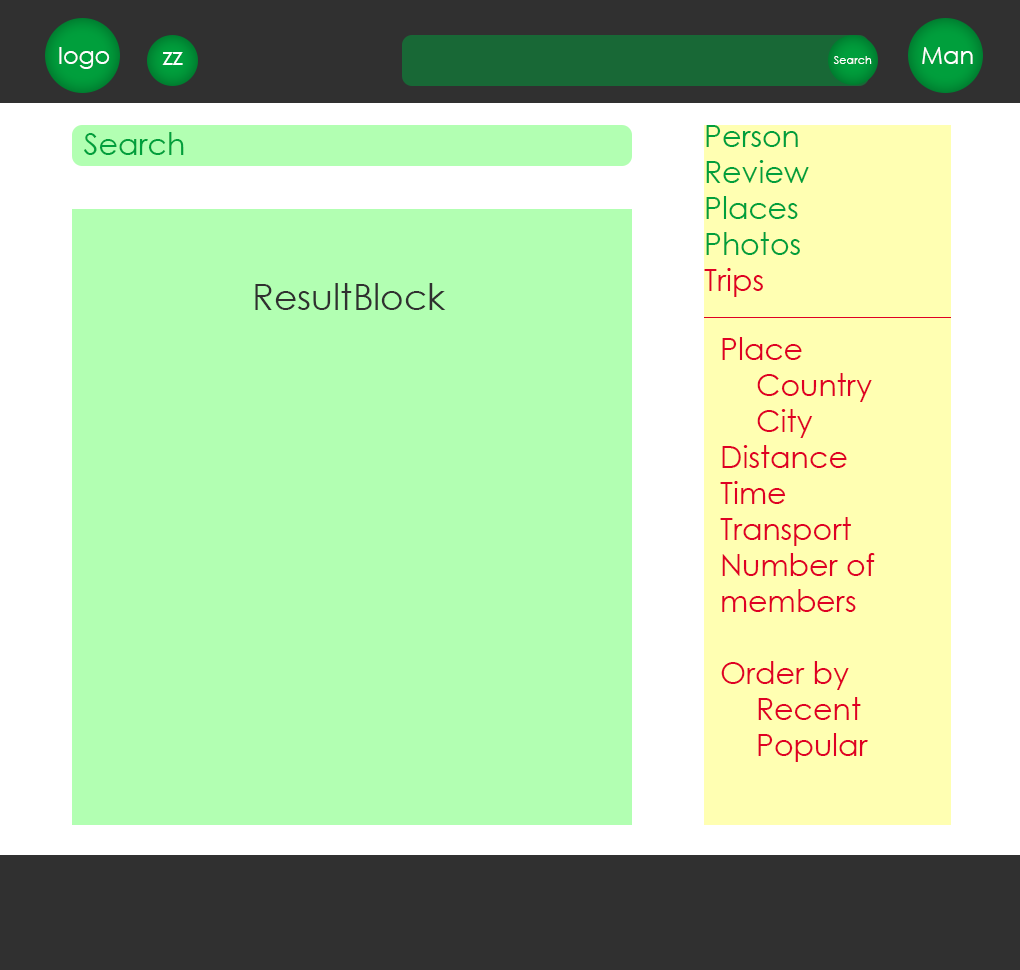 logo
zz
Search
Man
Search
ResultBlock
Person
Review
Places
Photos
Trips
Place
Country
City
Distance
Time
Transport
Number of
members
Order by
Recent
Popular